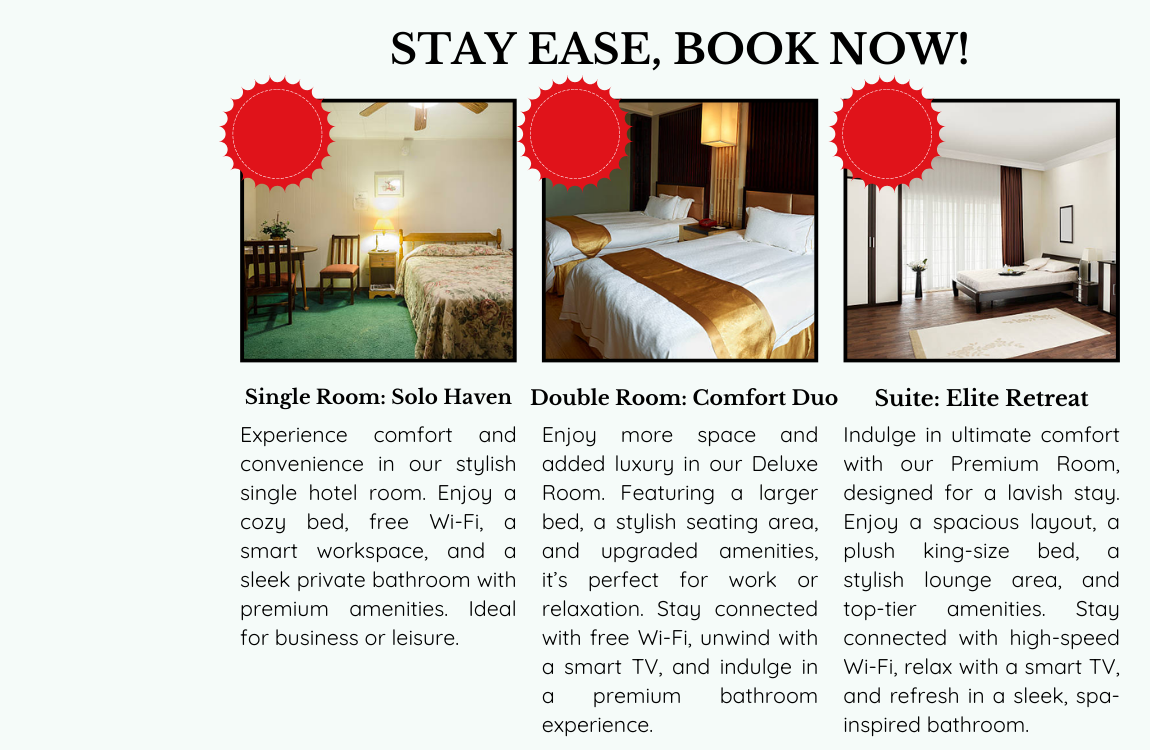 STAY EASE, BOOK NOW!
Single Room: Solo Haven
Experience comfort and
convenience in our stylish
single hotel room. Enjoy a
cozy bed, free Wi-Fi, a
smart workspace, and a
sleek private bathroom with
premium amenities. Ideal
for business or leisure.
Double Room: Comfort Duo
Enjoy more space and
added luxury in our Deluxe
Room. Featuring a larger
bed, a stylish seating area,
and upgraded amenities,
it’s perfect for work or
relaxation. Stay connected
with free Wi-Fi, unwind with
a smart TV, and indulge in
a premium bathroom
experience.
Suite: Elite Retreat
Indulge in ultimate comfort
with our Premium Room,
designed for a lavish stay.
Enjoy a spacious layout, a
plush king-size bed, a
stylish lounge area, and
top-tier amenities. Stay
connected with high-speed
Wi-Fi, relax with a smart TV,
and refresh in a sleek, spa-
inspired bathroom.